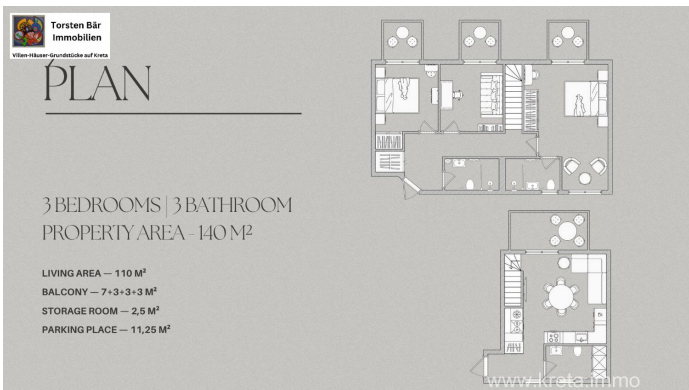 Torsten Bär
Immobilien
Villen-Häuser-Grundstücke auf Kreta
PLAN
3 BEDROOMS | 3 BATHROOM
PROPERTY AREA - 140 M²
LIVING AREA — 110 M²
BALCONY — 7+3+3+3 M²
STORAGE ROOM — 2,5 M²
PARKING PLACE — 11,25 M²
www.kreta.immo